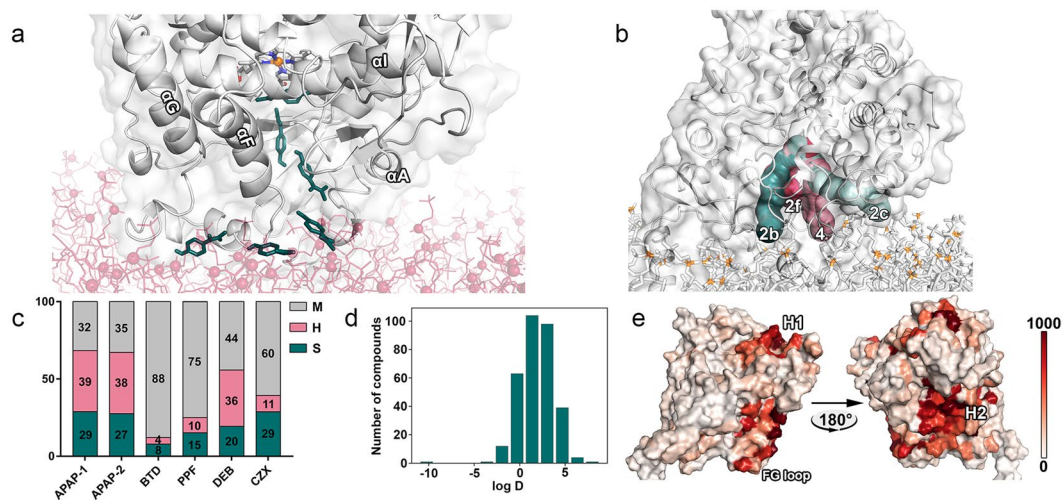 a
αI
αG
αF
αA
b
2f
2c
2b
4
c
100
50
0
32
39
29
35
38
27
88
4
8
75
10
15
44
36
20
60
11
29
M
H
S
APAP-1
APAP-2
BTD
PPF
DEB
CZX
d
Number of compounds
100
80
60
40
20
0
-10
-5
0
5
log D
e
H1
H2
180°
FG loop
1000
0